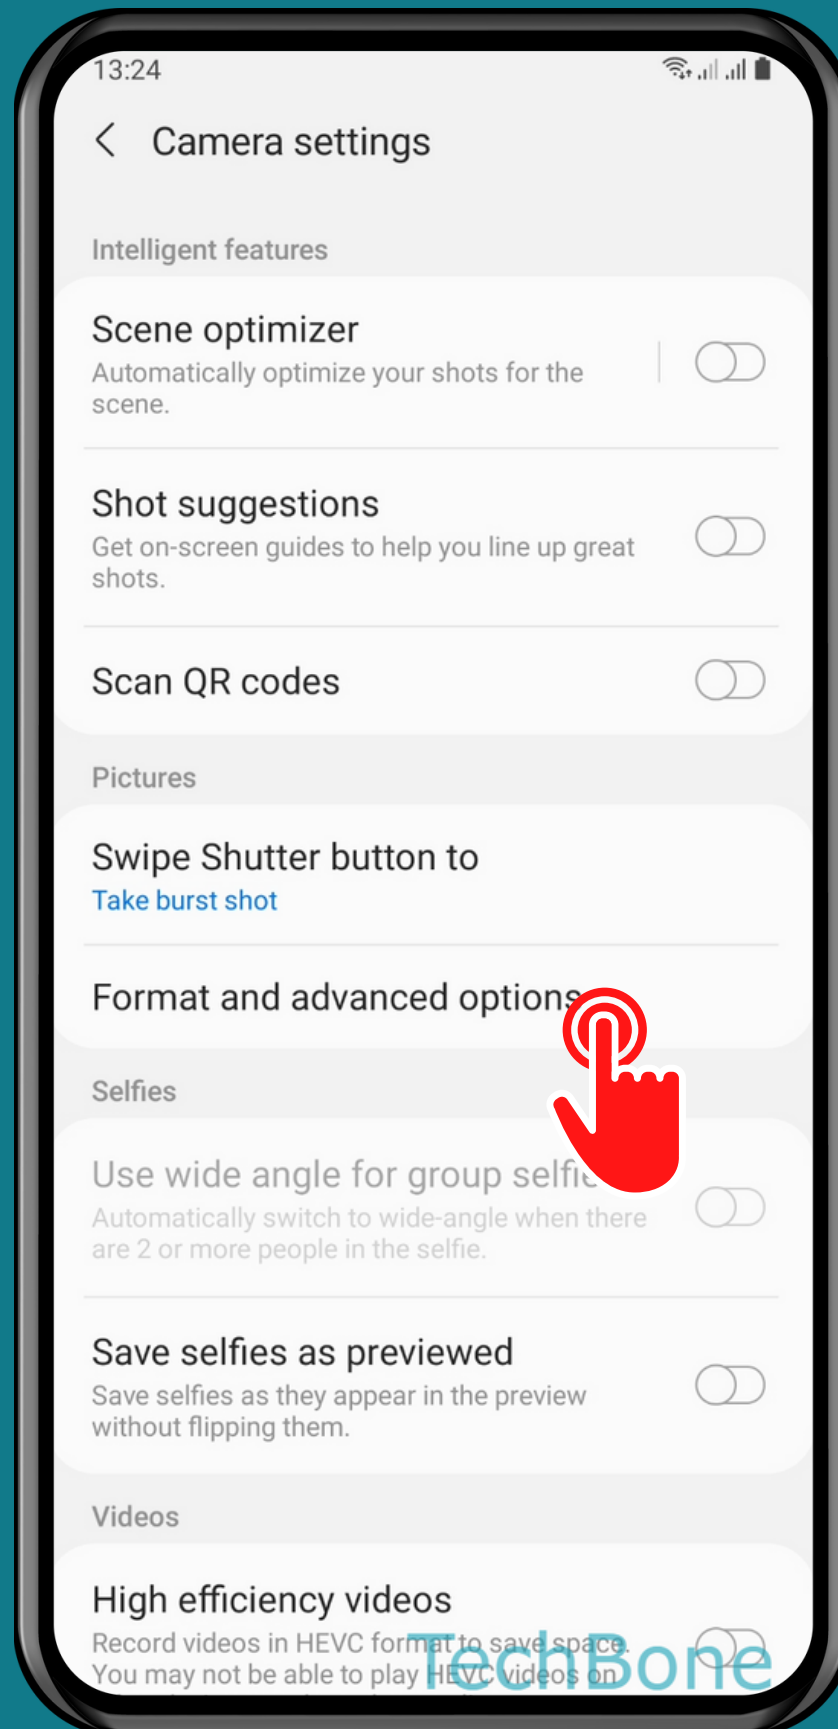 13:24
Camera settings
Intelligent features
Scene optimizer
Automatically optimize your shots for the
scene.
Shot suggestions
Get on-screen guides to help you line up great
shots.
Scan QR codes
Pictures
Swipe Shutter button to
Take burst shot
Format and advanced options
Selfies
Use wide angle for group
Automatically switch to wide-angle when there
are 2 or more people in the selfie.
Save selfies as previewed
Save selfies as they appear in the preview
without flipping them.
Videos
High efficiency videos
Record videos in HEVC format to save space.
You may not be able to play HEVC videos on
TechBone